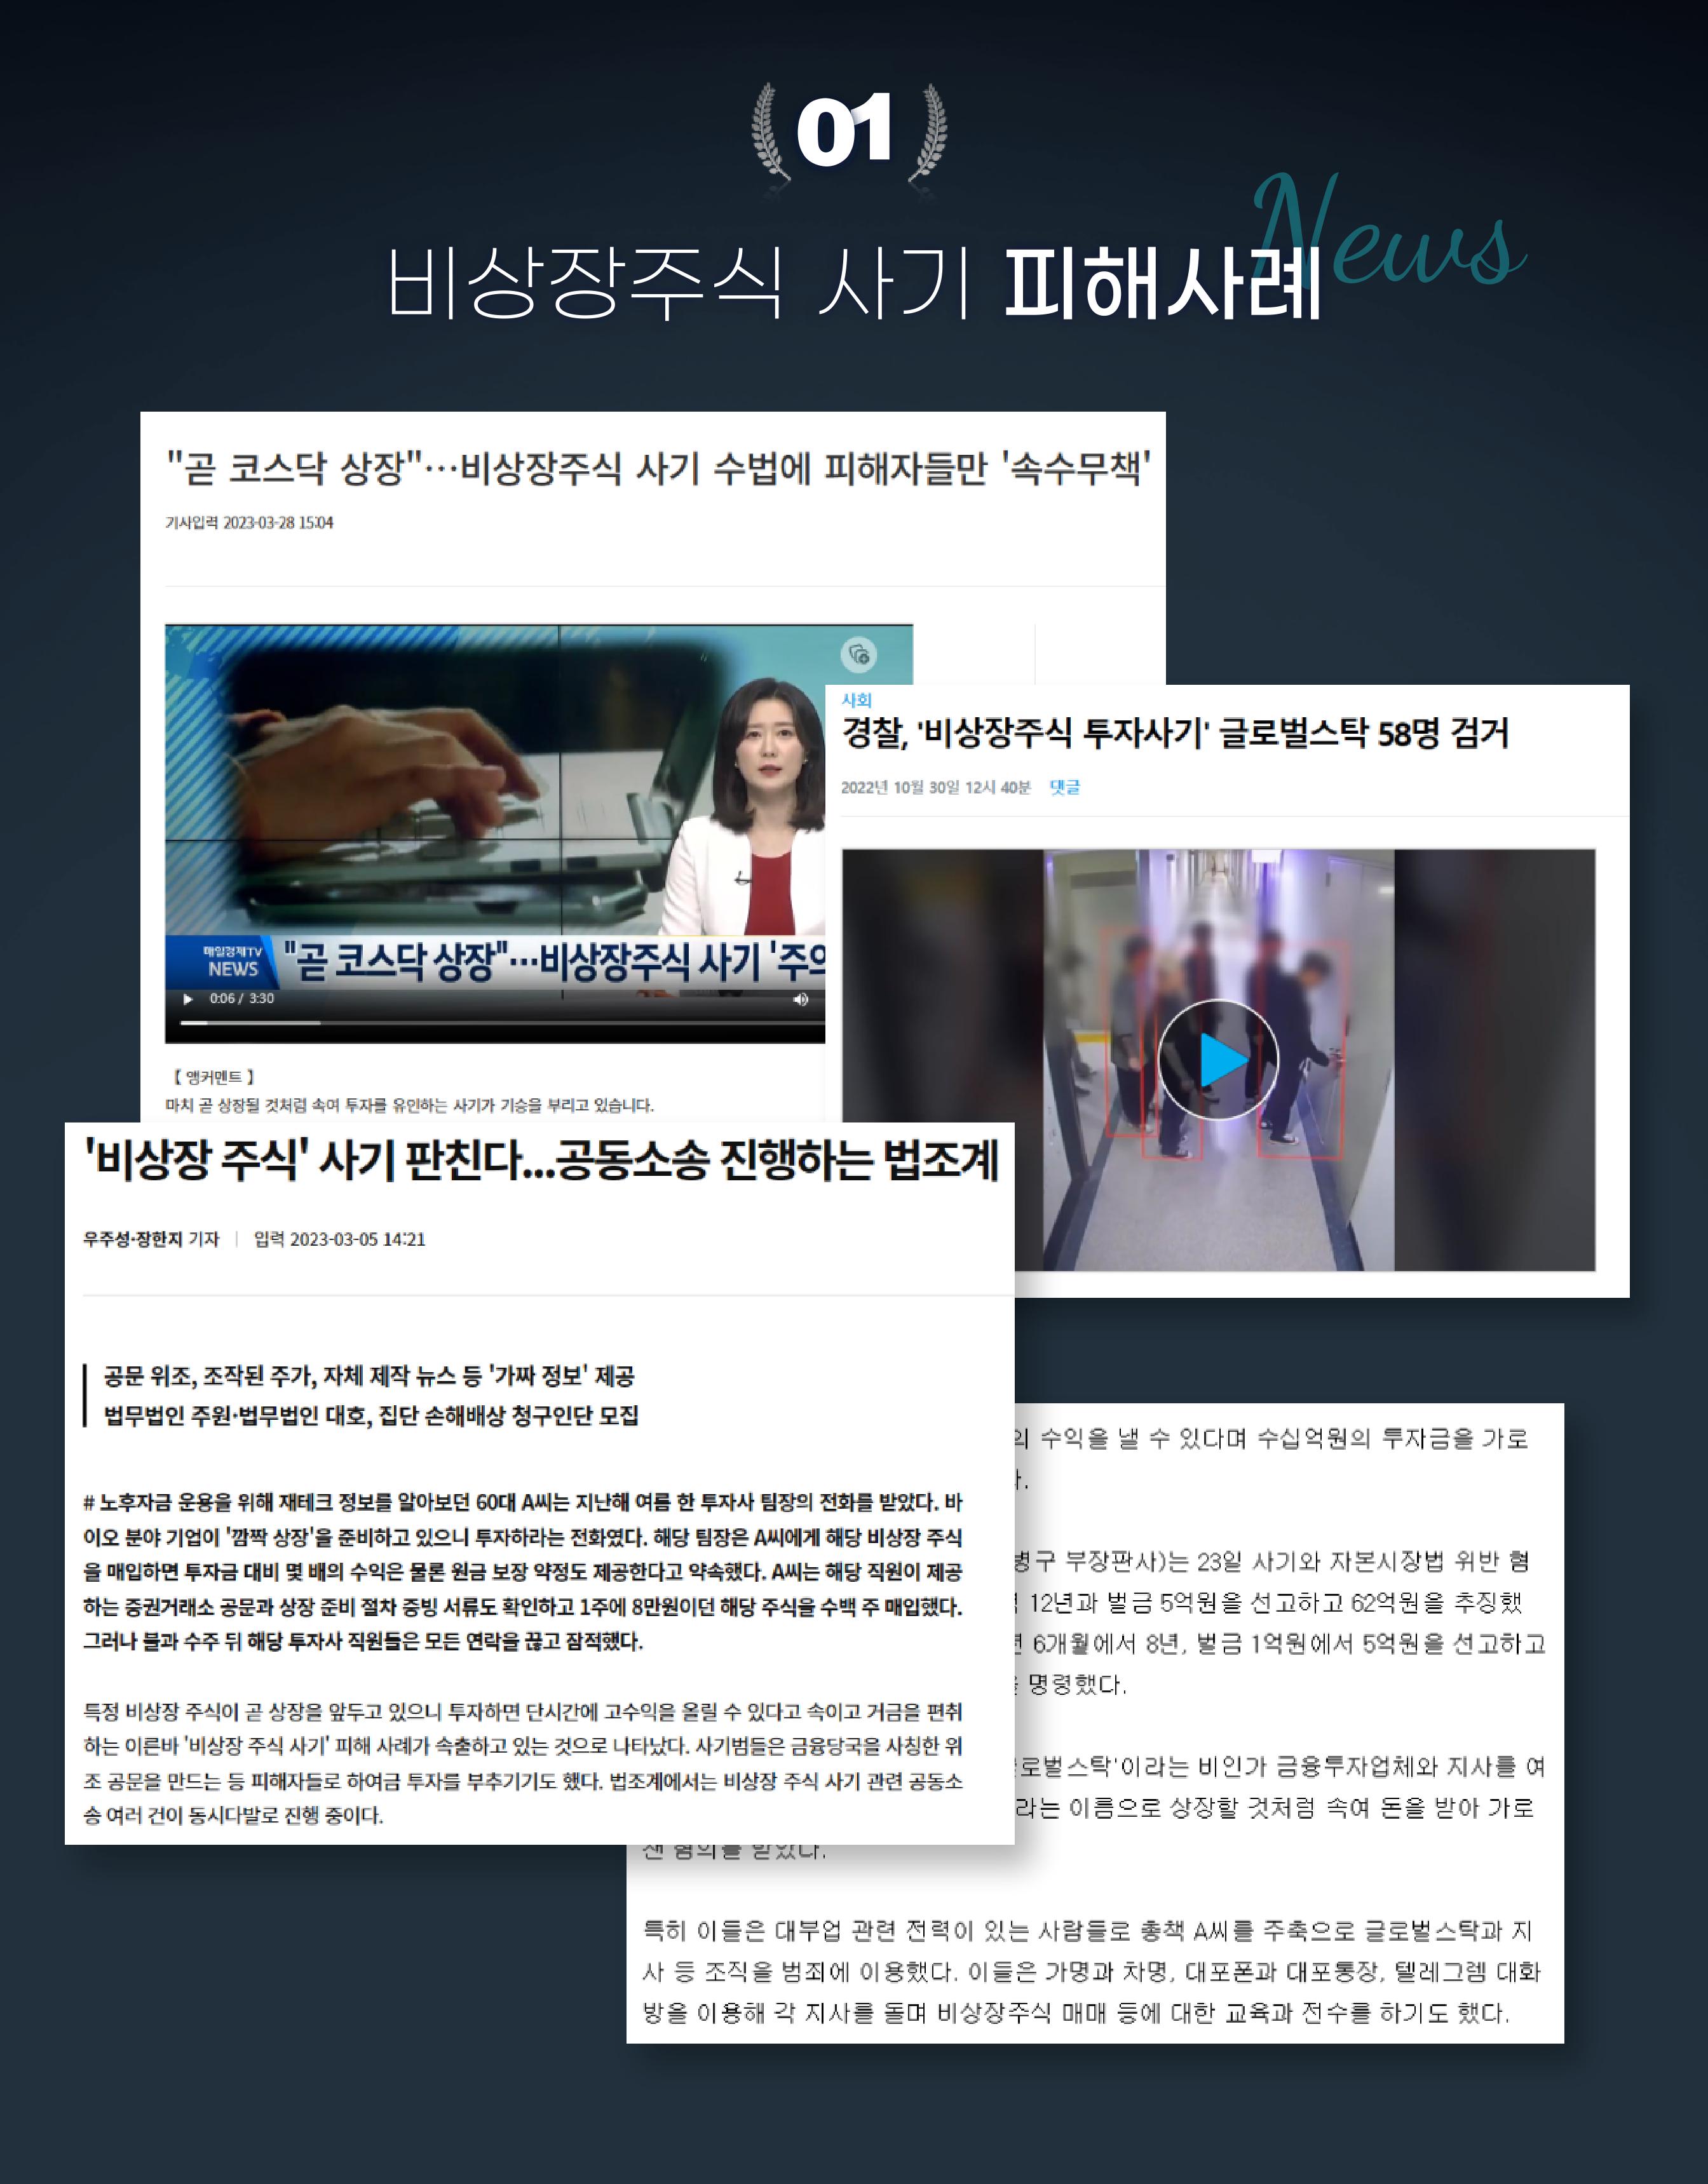 01
News
비상장주식 사기 피해사례
"곧 코스닥 상장"…비상장주식 사기 수법에 피해자들만 '속수무책'
기사입력 2023-03-28 15:04
매일경제TV
NEWS
"곧 코스닥 상장"…비상장주식 사기 '주의
0:06 / 3:30
【 앵커멘트 】
마치 곧 상장될 것처럼 속여 투자를 유인하는 사기가 기승을 부리고 있습니다.
사회
경찰, '비상장주식 투자사기' 글로벌스탁 58명 검거
2022년 10월 30일 12시 40분 댓글
'비상장 주식' 사기 판친다...공동소송 진행하는 법조계
우주성·장한지 기자 | 입력 2023-03-05 14:21
공문 위조, 조작된 주가, 자체 제작 뉴스 등 '가짜 정보' 제공
법무법인 주원·법무법인 대호, 집단 손해배상 청구인단 모집
# 노후자금 운용을 위해 재테크 정보를 알아보던 60대 A씨는 지난해 여름 한 투자사 팀장의 전화를 받았다. 바
이오 분야 기업이 '깜짝 상장'을 준비하고 있으니 투자하라는 전화였다. 해당 팀장은 A씨에게 해당 비상장 주식
을 매입하면 투자금 대비 몇 배의 수익은 물론 원금 보장 약정도 제공한다고 약속했다. A씨는 해당 직원이 제공
하는 증권거래소 공문과 상장 준비 절차 증빙 서류도 확인하고 1주에 8만원이던 해당 주식을 수백 주 매입했다.
그러나 불과 수주 뒤 해당 투자사 직원들은 모든 연락을 끊고 잠적했다.
특정 비상장 주식이 곧 상장을 앞두고 있으니 투자하면 단시간에 고수익을 올릴 수 있다고 속이고 거금을 편취
하는 이른바 '비상장 주식 사기' 피해 사례가 속출하고 있는 것으로 나타났다. 사기범들은 금융당국을 사칭한 위
조 공문을 만드는 등 피해자들로 하여금 투자를 부추기기도 했다. 법조계에서는 비상장 주식 사기 관련 공동소
송 여러 건이 동시다발로 진행 중이다.
의 수익을 낼 수 있다며 수십억원의 투자금을 가로
병구 부장판사)는 23일 사기와 자본시장법 위반 혐
12년과 벌금 5억원을 선고하고 62억원을 추징했
6개월에서 8년, 벌금 1억원에서 5억원을 선고하고
명령했다.
로벌스탁'이라는 비인가 금융투자업체와 지사를 여
라는 이름으로 상장할 것처럼 속여 돈을 받아 가로
챈 혐의를 받았다.
특히 이들은 대부업 관련 전력이 있는 사람들로 총책 A씨를 주축으로 글로벌스탁과 지
사 등 조직을 범죄에 이용했다. 이들은 가명과 차명, 대포폰과 대포통장, 텔레그렘 대화
방을 이용해 각 지사를 돌며 비상장주식 매매 등에 대한 교육과 전수를 하기도 했다.